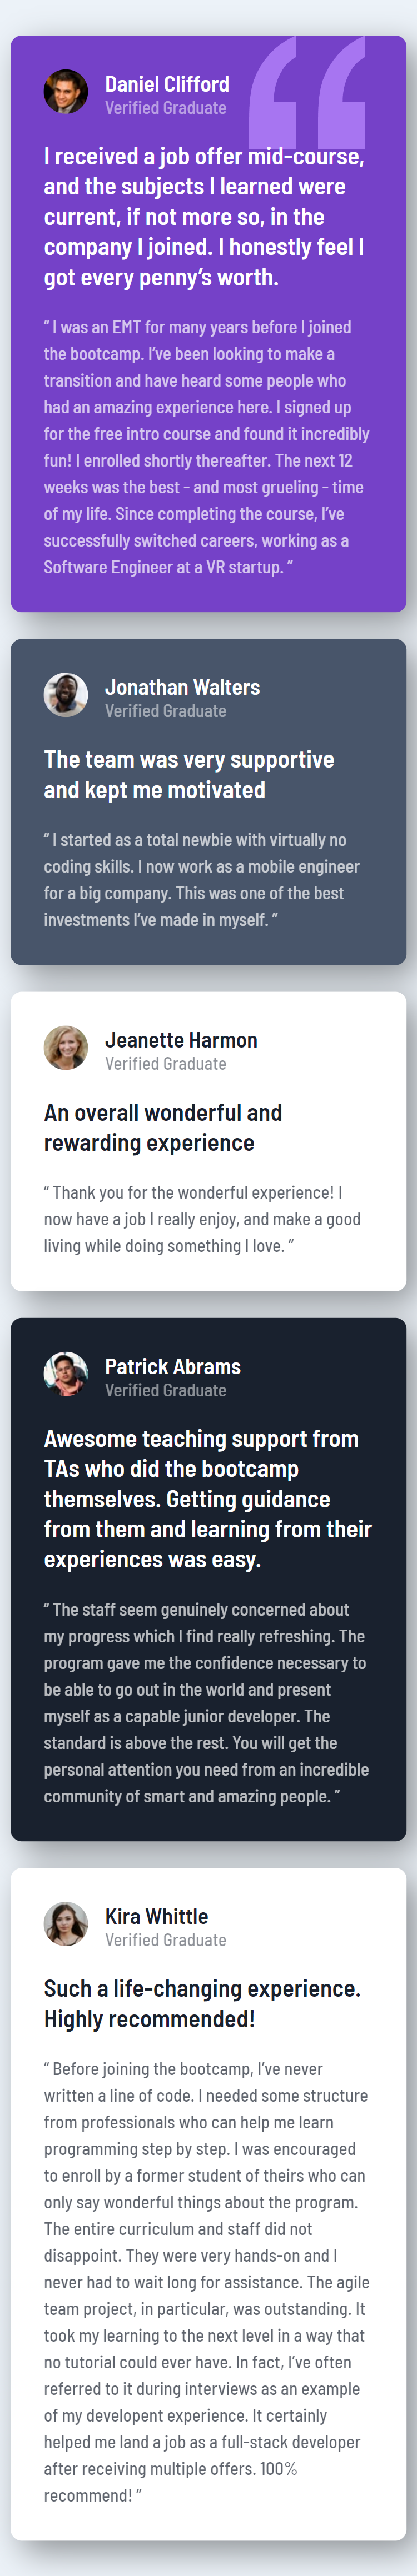 Daniel Clifford
Verified Graduate
I received a job offer mid-course,
and the subjects I learned were
current, if not more so, in the
company I joined. I honestly feel I
got every penny’s worth.
“ I was an EMT for many years before I joined
the bootcamp. I’ve been looking to make a
transition and have heard some people who
had an amazing experience here. I signed up
for the free intro course and found it incredibly
fun! I enrolled shortly thereafter. The next 12
weeks was the best - and most grueling - time
of my life. Since completing the course, I’ve
successfully switched careers, working as a
Software Engineer at a VR startup. ”
Jonathan Walters
Verified Graduate
The team was very supportive
and kept me motivated
“ I started as a total newbie with virtually no
coding skills. I now work as a mobile engineer
for a big company. This was one of the best
investments I’ve made in myself. ”
Jeanette Harmon
Verified Graduate
An overall wonderful and
rewarding experience
“ Thank you for the wonderful experience! I
now have a job I really enjoy, and make a good
living while doing something I love. ”
Patrick Abrams
Verified Graduate
Awesome teaching support from
TAs who did the bootcamp
themselves. Getting guidance
from them and learning from their
experiences was easy.
“ The staff seem genuinely concerned about
my progress which I find really refreshing. The
program gave me the confidence necessary to
be able to go out in the world and present
myself as a capable junior developer. The
standard is above the rest. You will get the
personal attention you need from an incredible
community of smart and amazing people. ”
Kira Whittle
Verified Graduate
Such a life-changing experience.
Highly recommended!
“ Before joining the bootcamp, I’ve never
written a line of code. I needed some structure
from professionals who can help me learn
programming step by step. I was encouraged
to enroll by a former student of theirs who can
only say wonderful things about the program.
The entire curriculum and staff did not
disappoint. They were very hands-on and I
never had to wait long for assistance. The agile
team project, in particular, was outstanding. It
took my learning to the next level in a way that
no tutorial could ever have. In fact, I’ve often
referred to it during interviews as an example
of my developent experience. It certainly
helped me land a job as a full-stack developer
after receiving multiple offers. 100%
recommend! ”